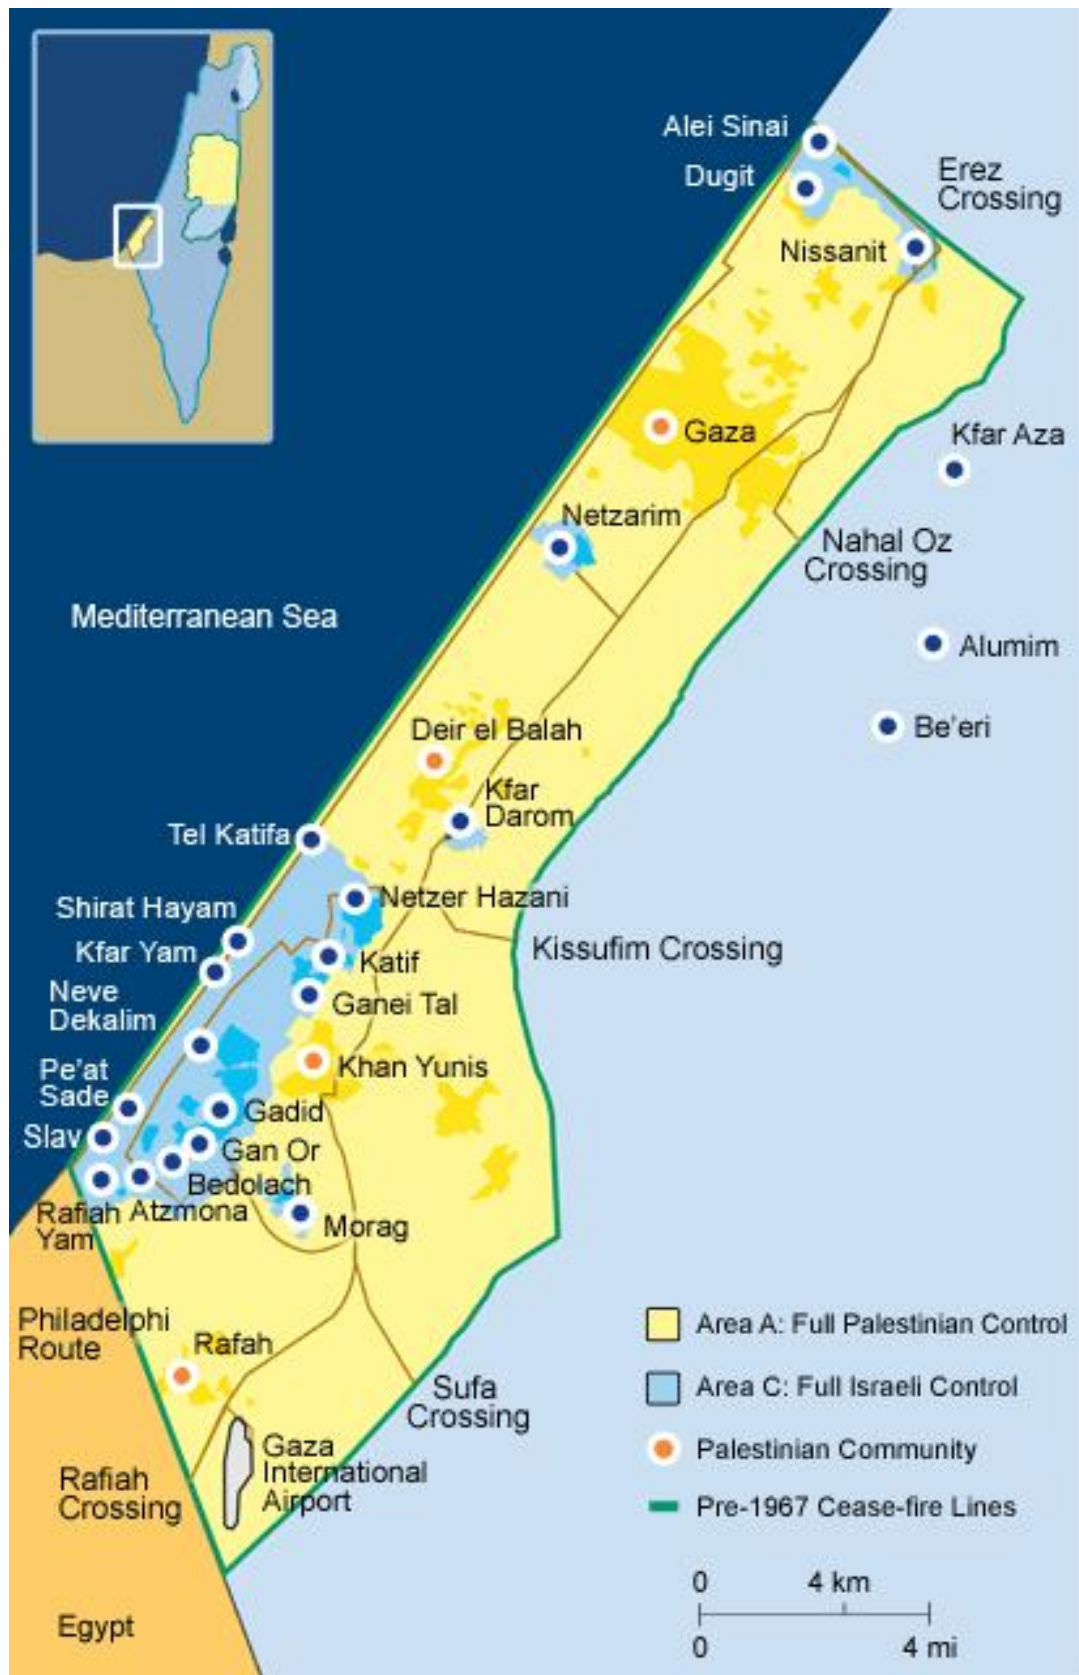 Alei Sinai
Dugit
Erez
Crossing
Nissanit
Gaza
Kfar Aza
Netzarim
Nahal Oz
Crossing
Mediterranean Sea
Alumim
Be'eri
Deir el Balah
Kfar
Darom
Tel Katifa
Netzer Hazani
Shirat Hayam
Kfar Yam
Katif
Kissufim Crossing
Neve
Dekalim
Ganei Tal
Khan Yunis
Pe'at
Sade
Gadid
Slav
Gan Or
Bedolach
Rafiah
Yam
Atzmona
Morag
Philadelphi
Route
Rafah
Sufa
Crossing
Gaza
International
Airport
Rafiah
Crossing
Egypt
Area A: Full Palestinian Control
Area C: Full Israeli Control
Palestinian Community
Pre-1967 Cease-fire Lines
0 4 km
0 4 mi